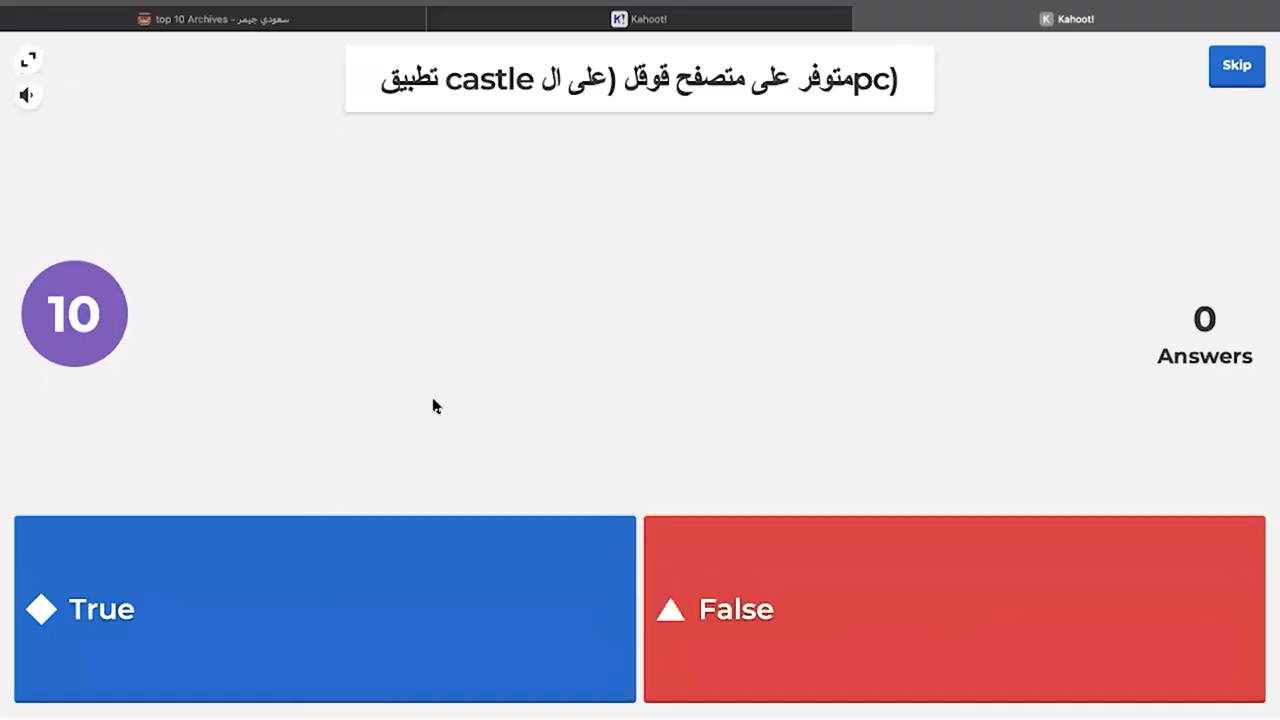 top 10 Archives - سعودي جيمر
K! Kahoot!
K Kahoot!
تطبيق castle متوفر على متصفح قوقل (على ال pc)
Skip
10
0
Answers
True
False